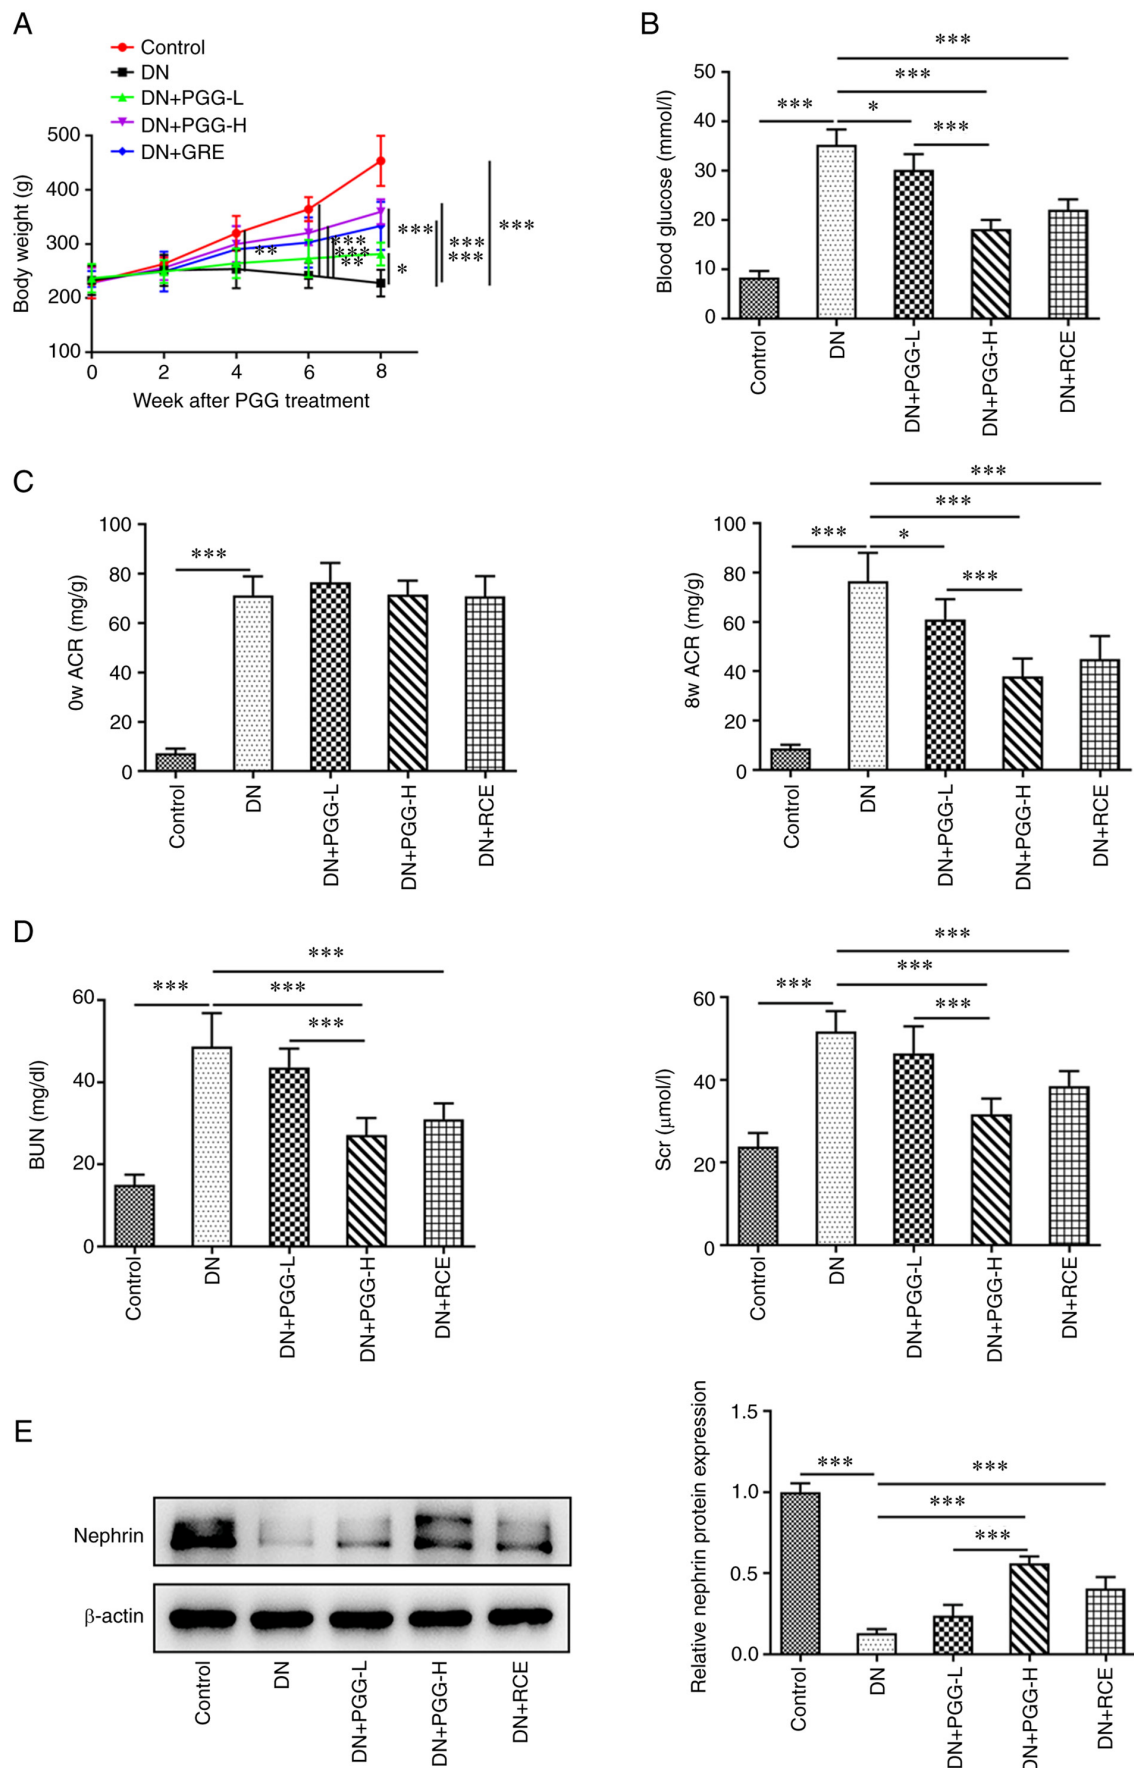 A
Control
DN
DN+PGG-L
DN+PGG-H
DN+GRE
Body weight (g)
500
400
300
200
100
0 2 4 6 8
Week after PGG treatment
**
***
***
**
***
*
***
***
***
B
Blood glucose (mmol/l)
50
40
30
20
10
0
***
***
*** *
***
Control DN DN+PGG-L DN+PGG-H DN+RCE
C
0w ACR (mg/g)
100
80
60
40
20
0
***
Control DN DN+PGG-L DN+PGG-H DN+RCE
8w ACR (mg/g)
100
80
60
40
20
0
***
***
*** *
***
Control DN DN+PGG-L DN+PGG-H DN+RCE
D
BUN (mg/dl)
60
40
20
0
***
*** ***
***
Control DN DN+PGG-L DN+PGG-H DN+RCE
Scr (μmol/l)
60
40
20
0
***
***
***
***
Control DN DN+PGG-L DN+PGG-H DN+RCE
E
Nephrin
β-actin
Control DN DN+PGG-L DN+PGG-H DN+RCE
Relative nephrin protein expression
1.5
1.0
0.5
0.0
***
***
***
***
Control DN DN+PGG-L DN+PGG-H DN+RCE